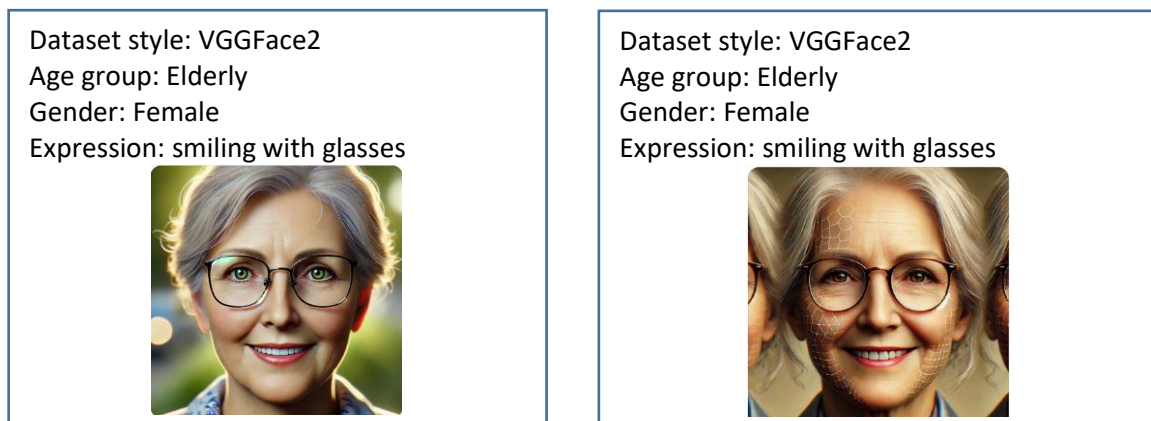 Dataset style: VGGFace2
Age group: Elderly
Gender: Female
Expression: smiling with glasses
Dataset style: VGGFace2
Age group: Elderly
Gender: Female
Expression: smiling with glasses